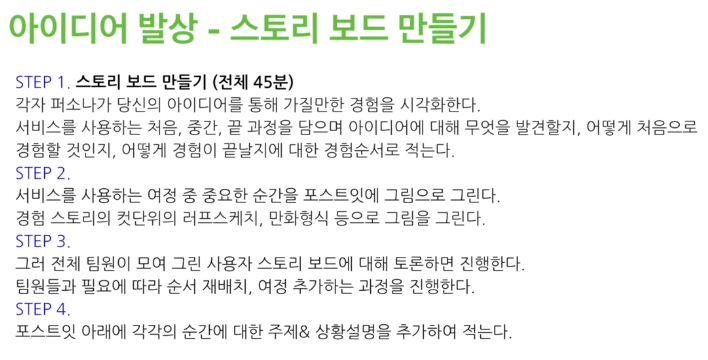 아이디어 발상 - 스토리 보드 만들기
STEP 1. 스토리 보드 만들기 (전체 45분)
각자 퍼소나가 당신의 아이디어를 통해 가질만한 경험을 시각화한다.
서비스를 사용하는 처음, 중간, 끝 과정을 담으며 아이디어에 대해 무엇을 발견할지, 어떻게 처음으로
경험할 것인지, 어떻게 경험이 끝날지에 대한 경험순서로 적는다.
STEP 2.
서비스를 사용하는 여정 중 중요한 순간을 포스트잇에 그림으로 그린다.
경험 스토리의 컷단위의 러프스케치, 만화형식 등으로 그림을 그린다.
STEP 3.
그러 전체 팀원이 모여 그린 사용자 스토리 보드에 대해 토론하면 진행한다.
팀원들과 필요에 따라 순서 재배치, 여정 추가하는 과정을 진행한다.
STEP 4.
포스트잇 아래에 각각의 순간에 대한 주제& 상황설명을 추가하여 적는다.